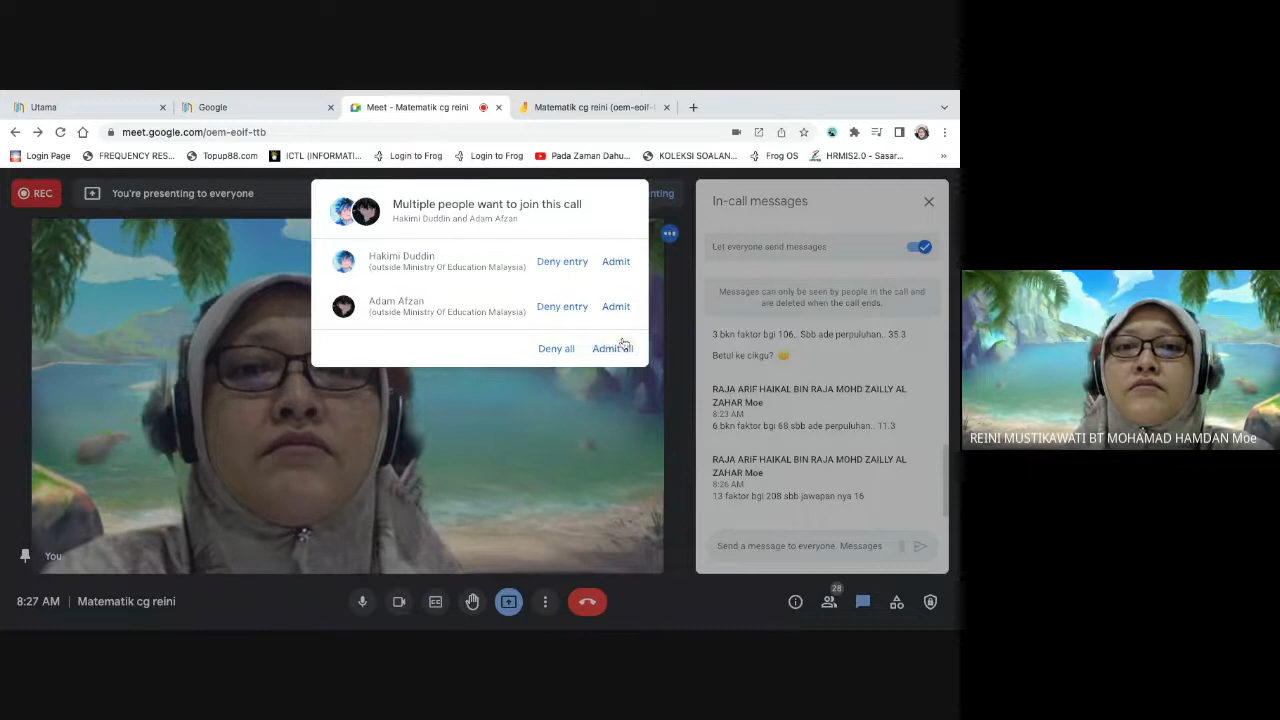 Utama
Google
Meet - Matematik cg reini
Matematik cg reini (oem-eoif-t
meet.google.com/oem-eoif-ttb
Login Page
FREQUENCY RES...
Topup88.com
ICTL (INFORMATI...
Login to Frog
Login to Frog
Pada Zaman Dahu...
KOLEKSI SOALAN...
Frog OS
HRMIS2.0 - Sasar...
REC
You're presenting to everyone
nting
Multiple people want to join this call
Hakimi Duddin and Adam Afzan
Hakimi Duddin
(outside Ministry Of Education Malaysia)
Deny entry
Admit
Adam Afzan
(outside Ministry Of Education Malaysia)
Deny entry
Admit
Deny all
Admit all
In-call messages
Let everyone send messages
Messages can only be seen by people in the call and
are deleted when the call ends.
3 bkn faktor bgi 106.. Sbb ade perpuluhan.. 35.3
Betul ke cikgu?
RAJA ARIF HAIKAL BIN RAJA MOHD ZAILLY AL
ZAHAR Moe
8:23 AM
6 bkn faktor bgi 68 sbb ade perpuluhan.. 11.3
RAJA ARIF HAIKAL BIN RAJA MOHD ZAILLY AL
ZAHAR Moe
8:26 AM
13 faktor bgi 208 sbb jawapan nya 16
Send a message to everyone. Messages
You
8:27 AM | Matematik cg reini
28
REINI MUSTIKAWATI BT MOHAMAD HAMDAN Moe